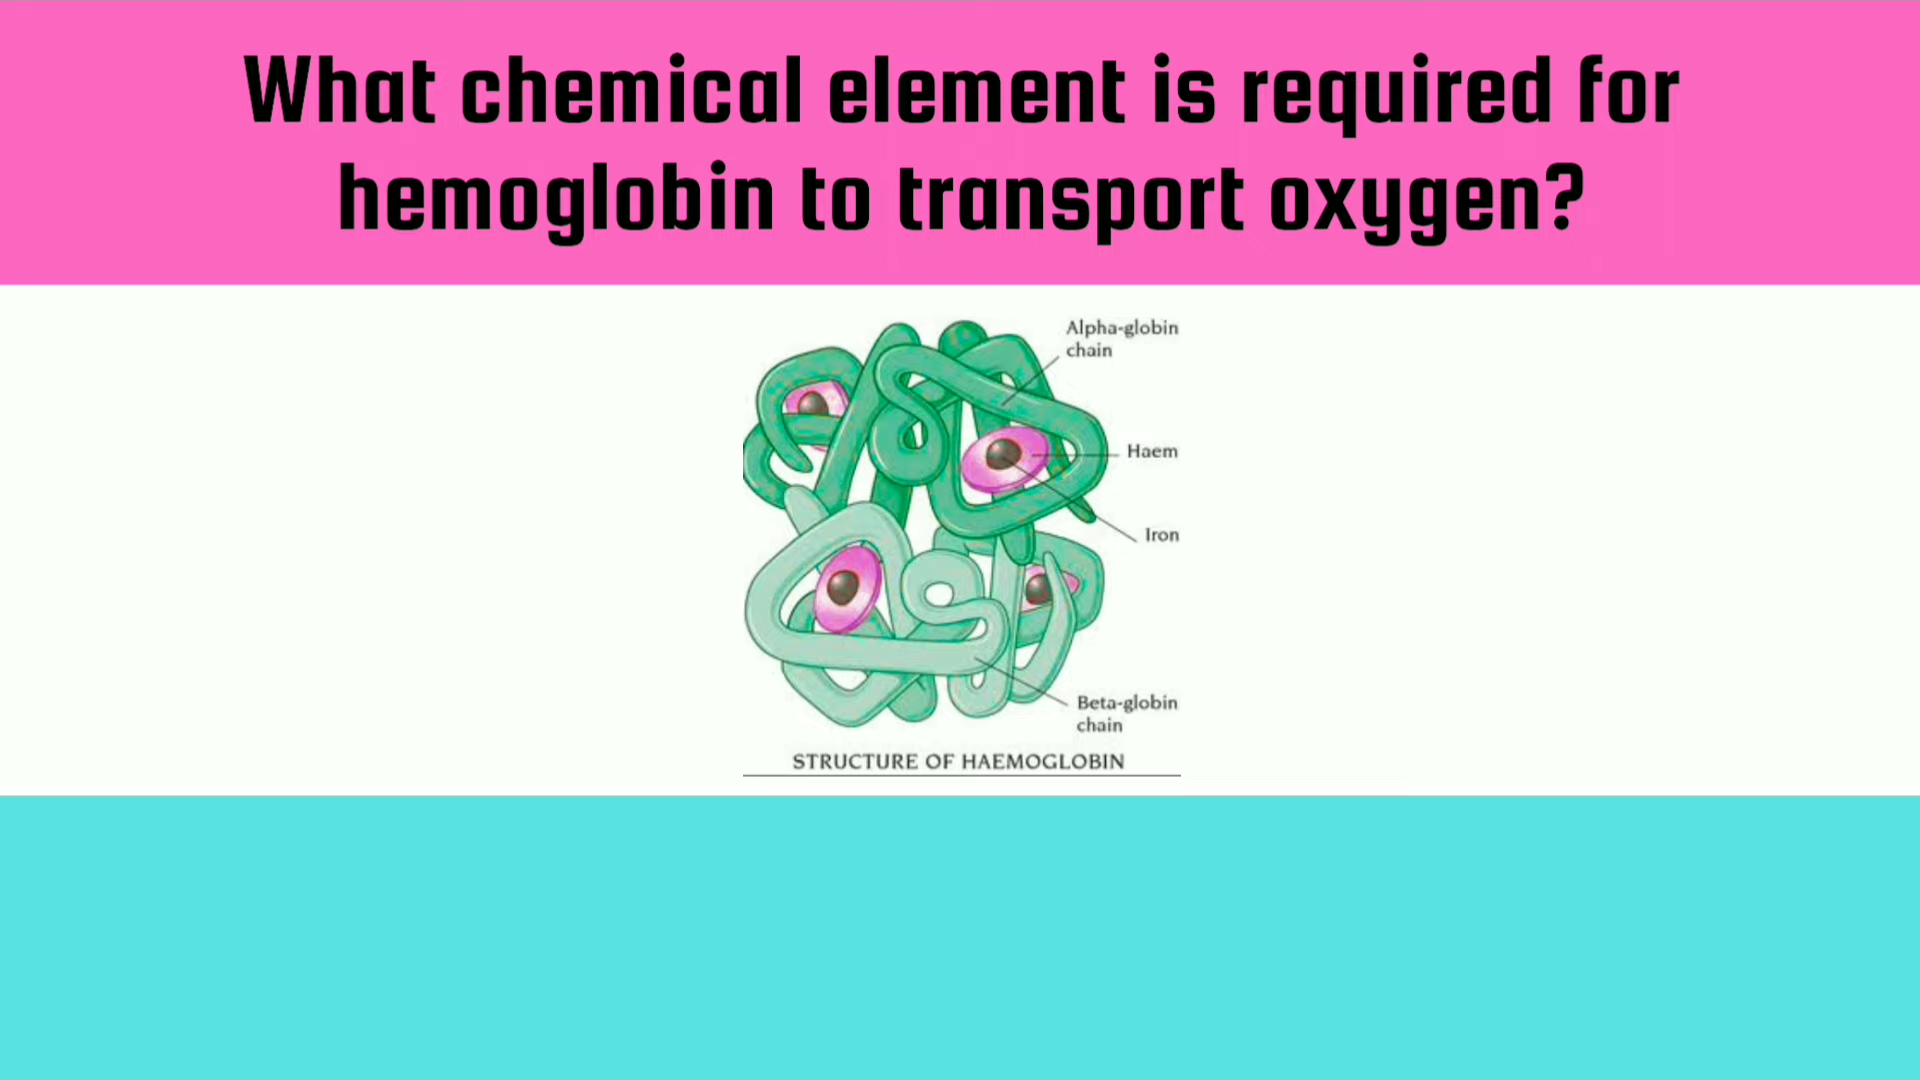 What chemical element is required for
hemoglobin to transport oxygen?
Alpha-globin
chain
Haem
Iron
Beta-globin
chain
STRUCTURE OF HAEMOGLOBIN